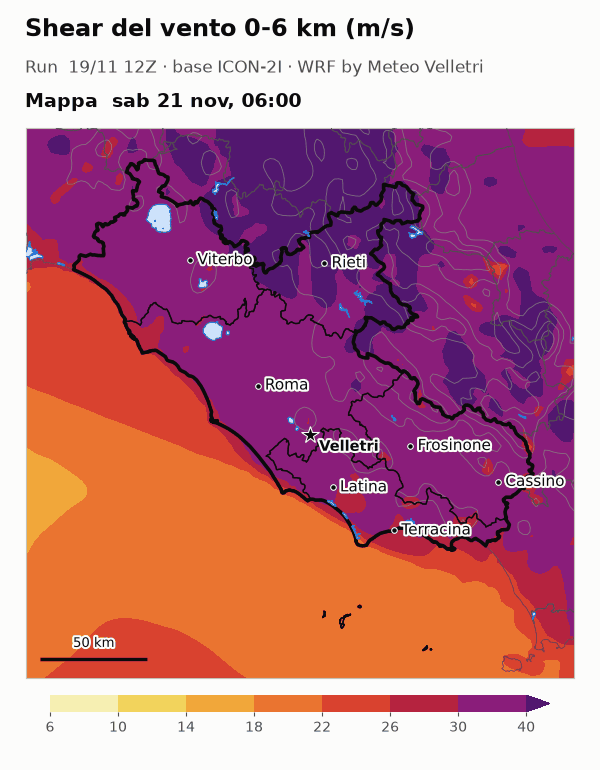 Shear del vento 0-6 km (m/s)
Run  19/11 12Z · base ICON-2I · WRF by Meteo Velletri
Mappa  sab 21 nov, 06:00
Viterbo
Rieti
Roma
Velletri
Frosinone
Cassino
Latina
Terracina
50 km
6 10 14 18 22 26 30 40